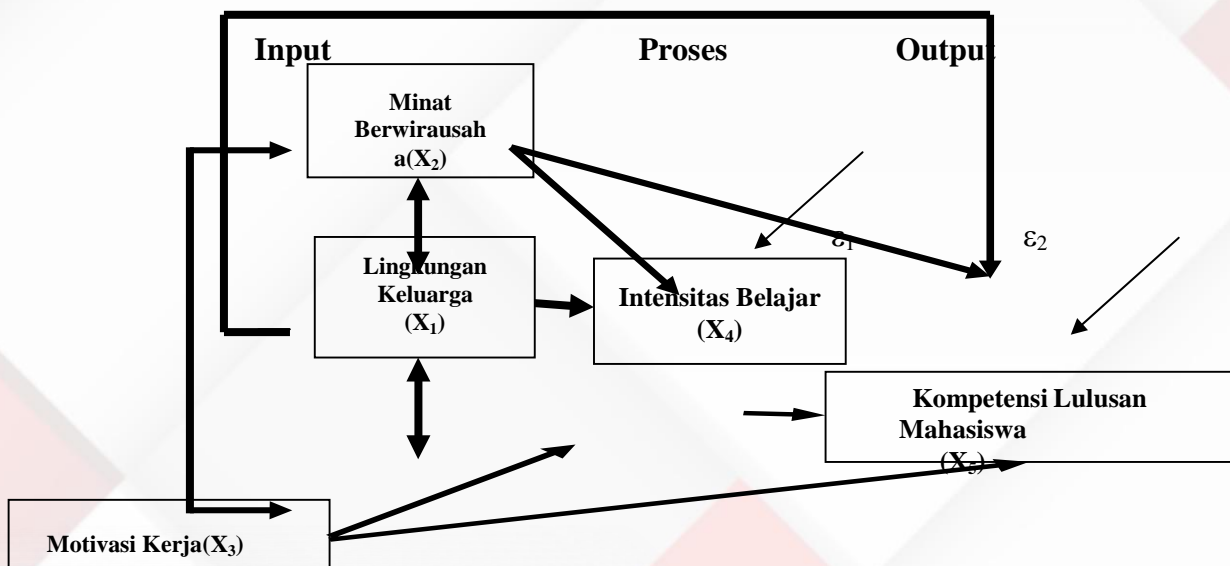 Input Proses Output
Minat
Berwirausah
a(X₂)
ε₁ ε₂
Lingkungan
Keluarga
(X₁)
Intensitas Belajar
(X₄)
Kompetensi Lulusan
Mahasiswa
(X₅)
Motivasi Kerja(X₃)